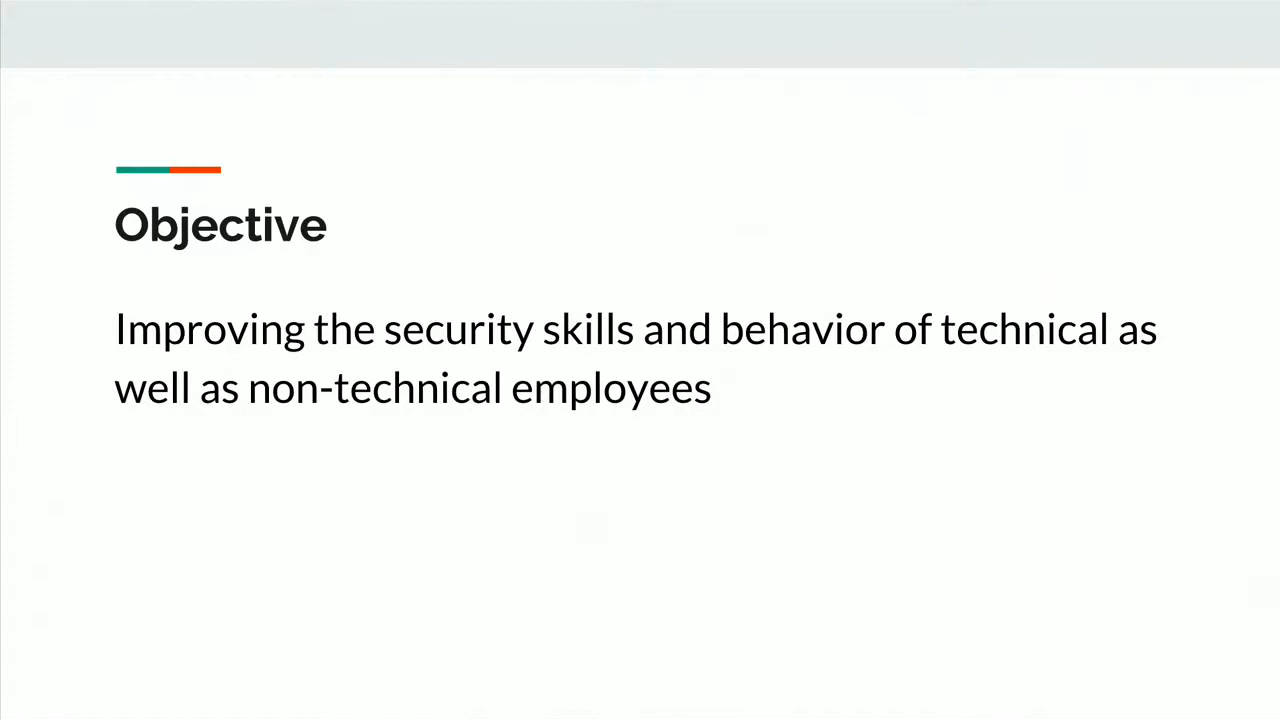 Objective
Improving the security skills and behavior of technical as
well as non-technical employees